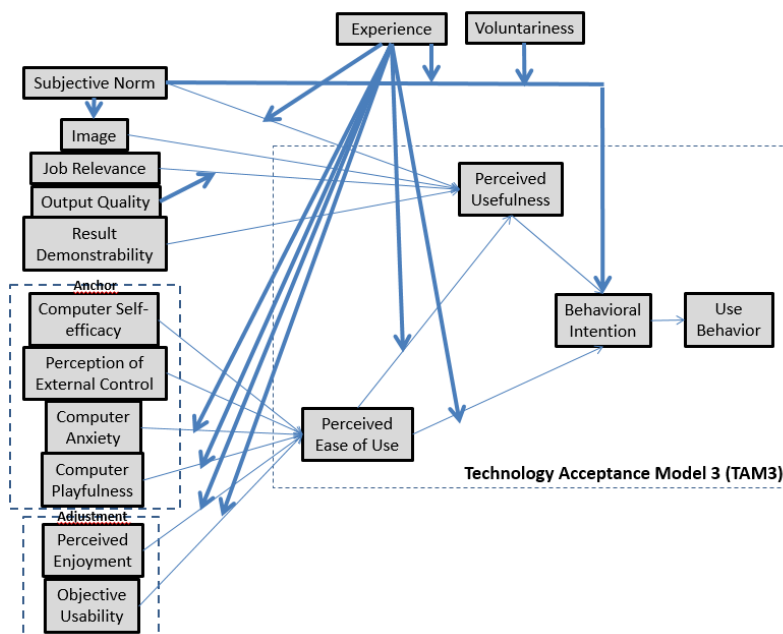 Experience
Voluntariness
Subjective Norm
Image
Job Relevance
Output Quality
Result
Demonstrability
Perceived
Usefulness
Anchor
Computer Self-
efficacy
Perception of
External Control
Computer
Anxiety
Computer
Playfulness
Behavioral
Intention
Use
Behavior
Perceived
Ease of Use
Technology Acceptance Model 3 (TAM3)
Adjustment
Perceived
Enjoyment
Objective
Usability